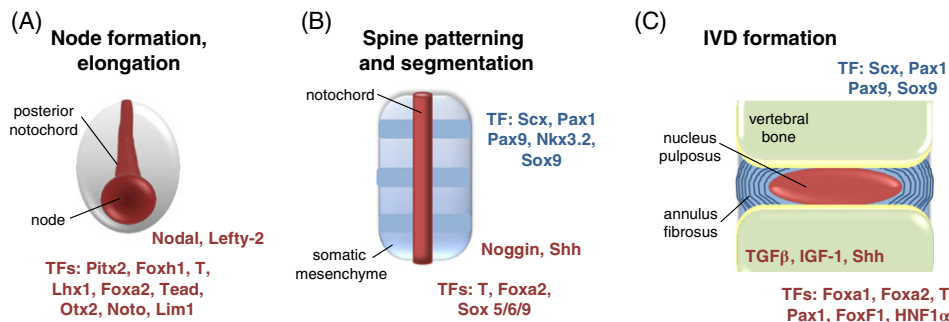 (A)
Node formation,
elongation
posterior
notochord
node
Nodal, Lefty-2
TFs: Pitx2, Foxh1, T,
Lhx1, Foxa2, Tead,
Otx2, Noto, Lim1
(B)
Spine patterning
and segmentation
notochord
TF: Scx, Pax1
Pax9, Nkx3.2,
Sox9
somatic
mesenchyme
Noggin, Shh
TFs: T, Foxa2,
Sox 5/6/9
(C)
IVD formation
TF: Scx, Pax1
Pax9, Sox9
vertebral
bone
nucleus
pulposus
annulus
fibrosus
TGFβ, IGF-1, Shh
TFs: Foxa1, Foxa2, T
Pax1, FoxF1, HNF1α